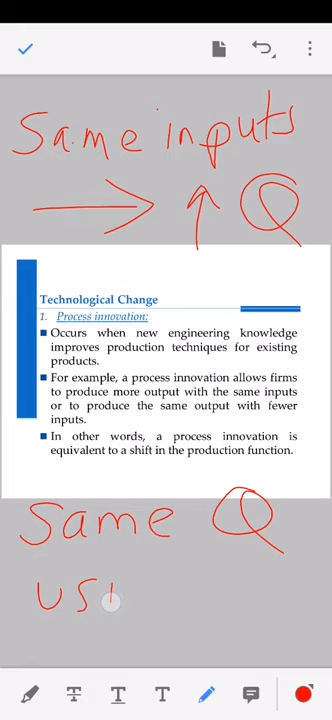 Same inputs
→ ↑ Q
Technological Change
1. Process innovation:
■ Occurs when new engineering knowledge
improves production techniques for existing
products.
■ For example, a process innovation allows firms
to produce more output with the same inputs
or to produce the same output with fewer
inputs.
■ In other words, a process innovation is
equivalent to a shift in the production function.
Same Q
usi
T T T